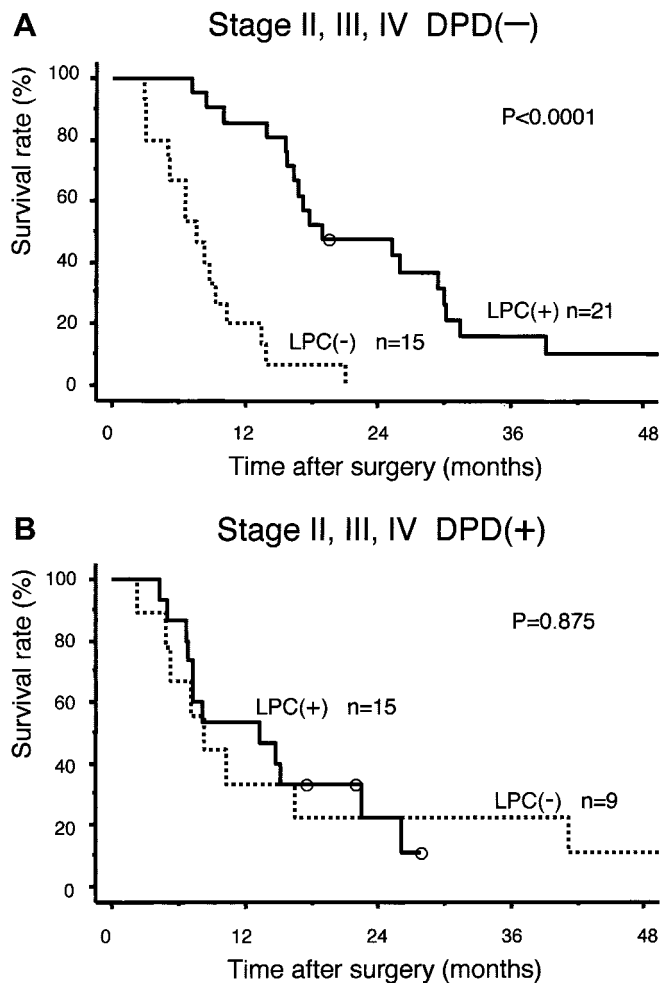 A
Stage II, III, IV DPD(—)
Survival rate (%)
100
80
60
40
20
0
P<0.0001
LPC(+) n=21
LPC(-) n=15
0 12 24 36 48
Time after surgery (months)
B
Stage II, III, IV DPD(+)
Survival rate (%)
100
80
60
40
20
0
P=0.875
LPC(+) n=15
LPC(-) n=9
0 12 24 36 48
Time after surgery (months)